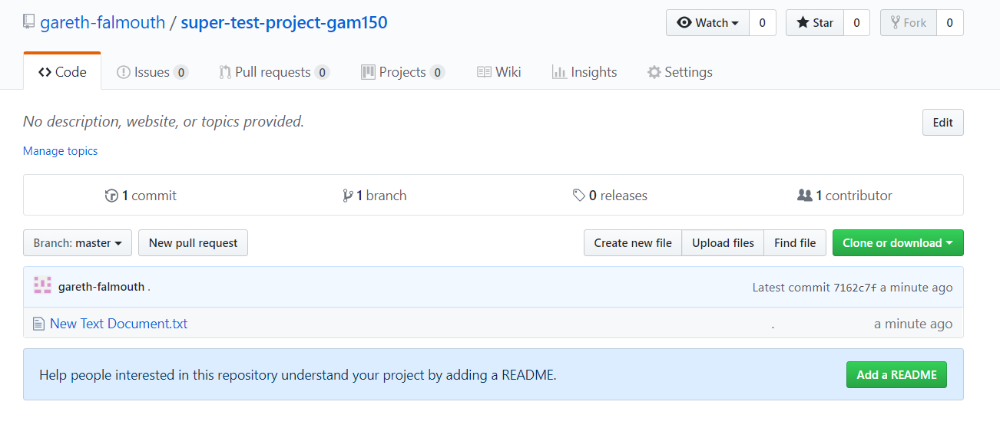 gareth-falmouth / super-test-project-gam150
Watch 0 Star 0 Fork 0
Code Issues 0 Pull requests 0 Projects 0 Wiki Insights Settings
No description, website, or topics provided. Edit
Manage topics
1 commit 1 branch 0 releases 1 contributor
Branch: master New pull request Create new file Upload files Find file Clone or download
gareth-falmouth . Latest commit 7162c7f a minute ago
New Text Document.txt . a minute ago
Help people interested in this repository understand your project by adding a README. Add a README